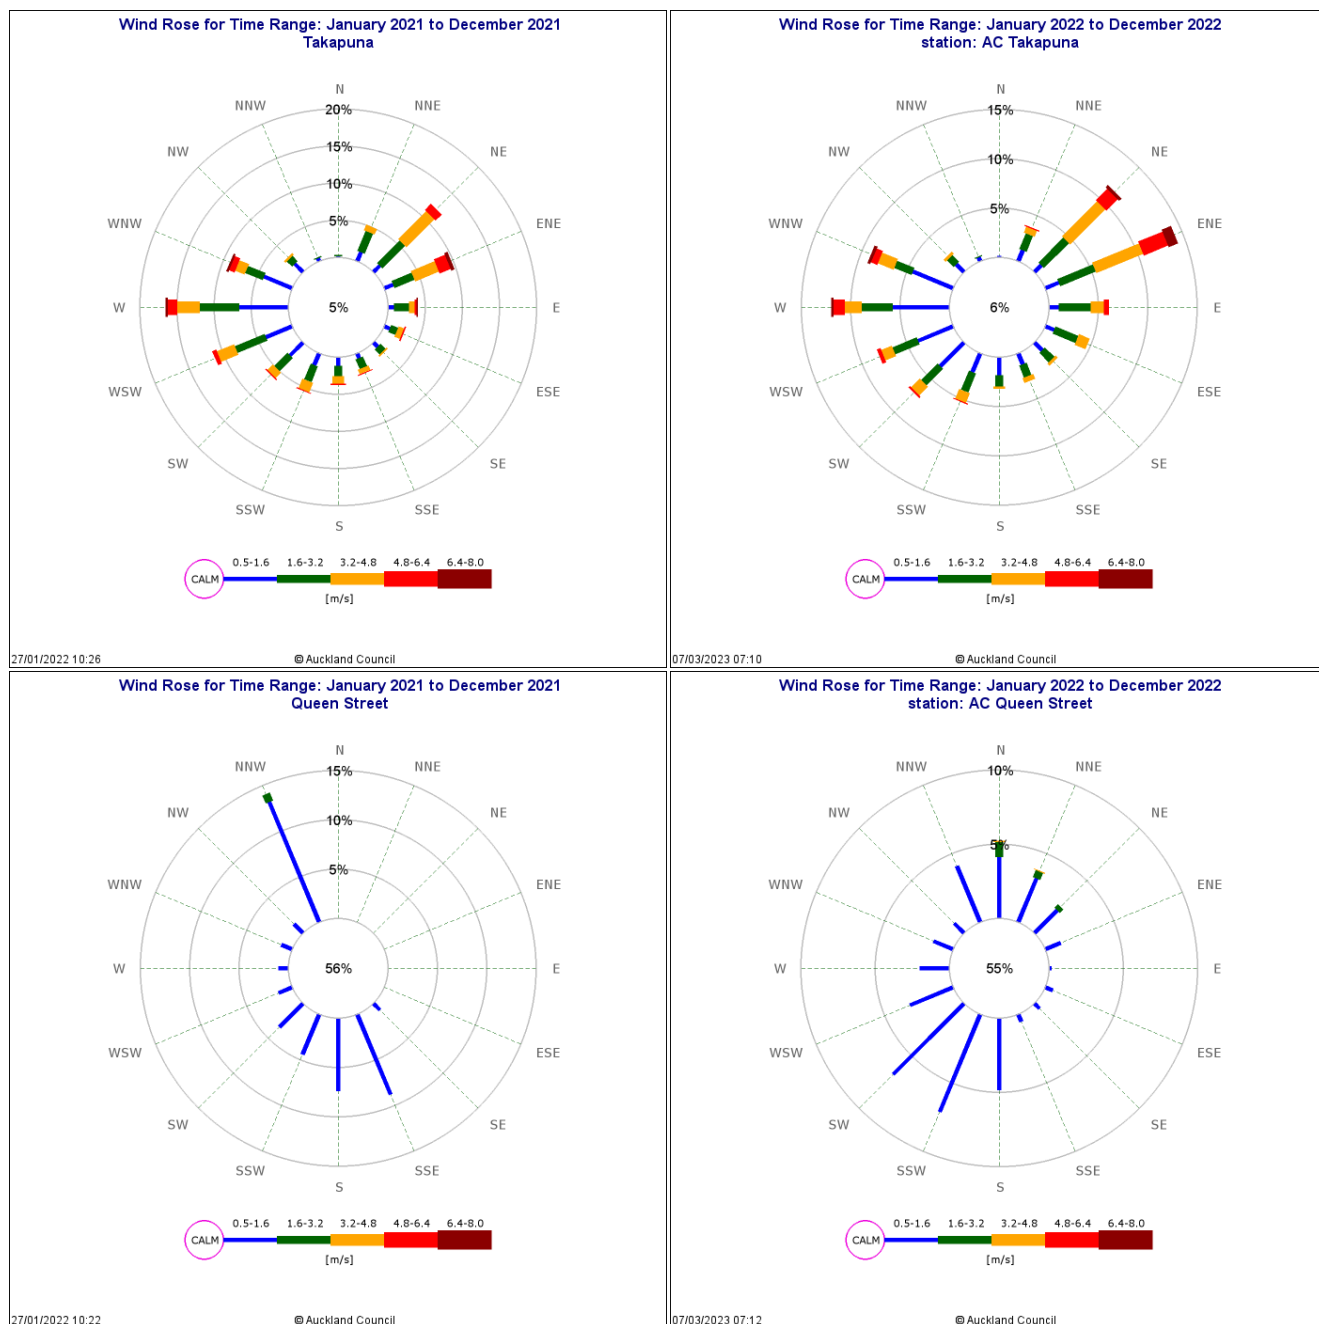 Wind Rose for Time Range: January 2021 to December 2021
Takapuna
N
NNW
NNE
20%
NW
NE
15%
10%
WNW
ENE
5%
W
5%
E
WSW
ESE
SW
SE
SSW
SSE
S
0.5-1.6 1.6-3.2 3.2-4.8 4.8-6.4 6.4-8.0
CALM
[m/s]
27/01/2022 10:26
© Auckland Council
Wind Rose for Time Range: January 2022 to December 2022
station: AC Takapuna
N
NNW
NNE
15%
NW
NE
10%
WNW
ENE
5%
W
6%
E
WSW
ESE
SW
SE
SSW
SSE
S
0.5-1.6 1.6-3.2 3.2-4.8 4.8-6.4 6.4-8.0
CALM
[m/s]
07/03/2023 07:10
© Auckland Council
Wind Rose for Time Range: January 2021 to December 2021
Queen Street
N
NNW
NNE
15%
NW
NE
10%
WNW
ENE
5%
W
56%
E
WSW
ESE
SW
SE
SSW
SSE
S
0.5-1.6 1.6-3.2 3.2-4.8 4.8-6.4 6.4-8.0
CALM
[m/s]
27/01/2022 10:22
© Auckland Council
Wind Rose for Time Range: January 2022 to December 2022
station: AC Queen Street
N
NNW
NNE
10%
NW
NE
5%
WNW
ENE
W
55%
E
WSW
ESE
SW
SE
SSW
SSE
S
0.5-1.6 1.6-3.2 3.2-4.8 4.8-6.4 6.4-8.0
CALM
[m/s]
07/03/2023 07:12
© Auckland Council